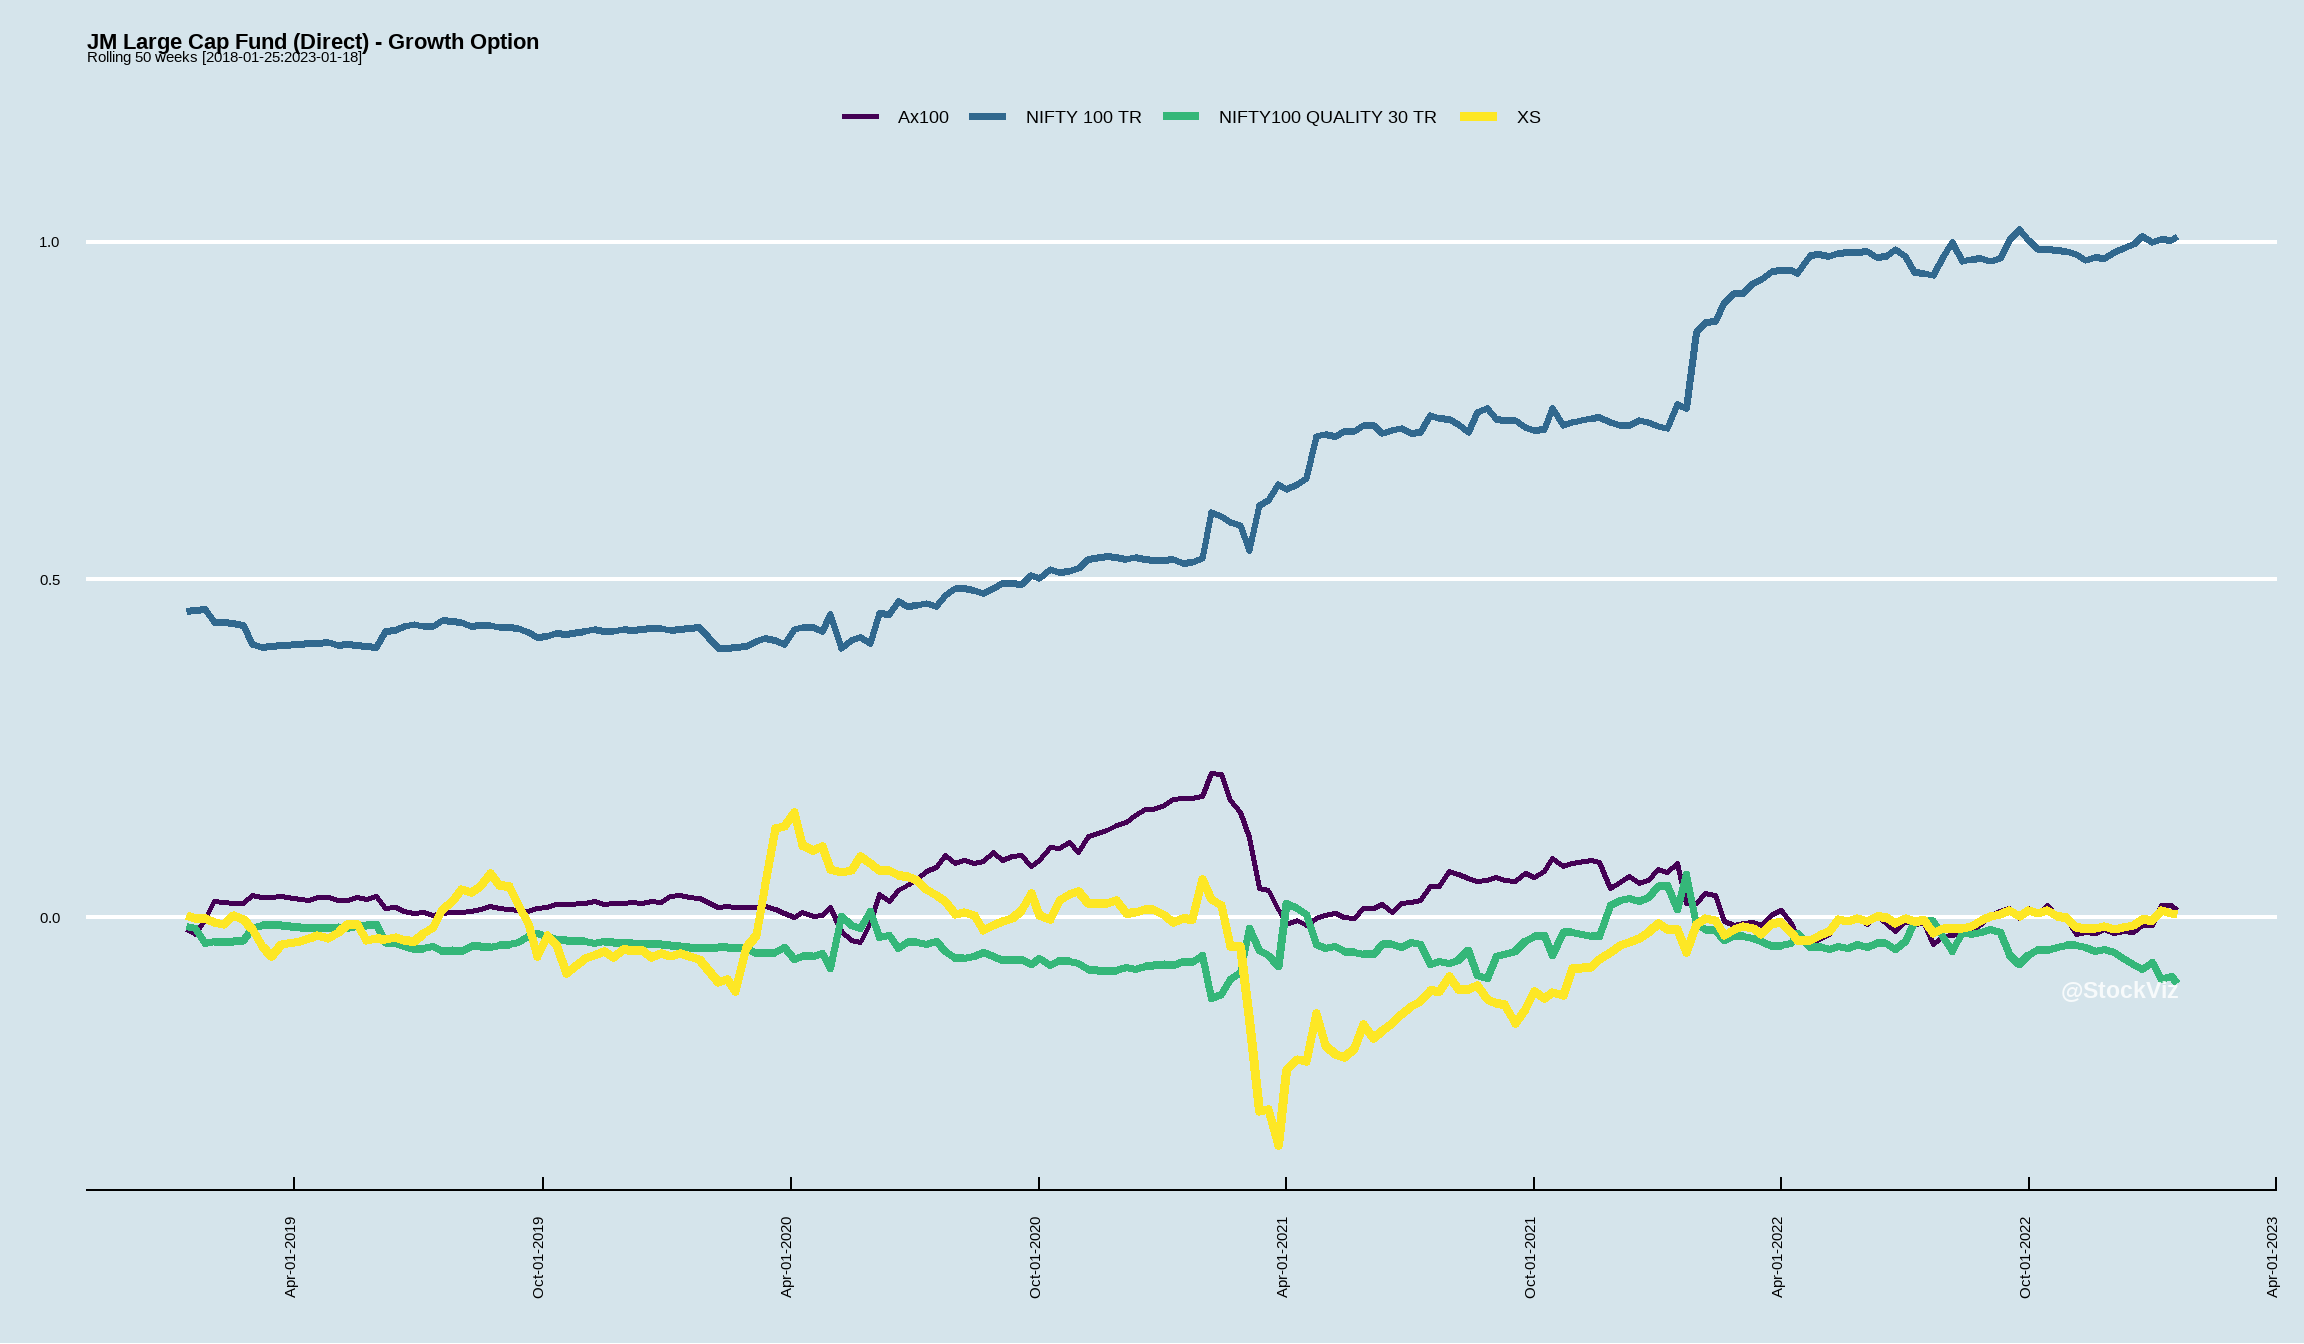 JM Large Cap Fund (Direct) - Growth Option
Rolling 50 weeks [2018-01-25:2023-01-18]
Ax100 NIFTY 100 TR NIFTY100 QUALITY 30 TR XS
1.0
0.5
0.0
@StockViz
Apr-01-2019 Oct-01-2019 Apr-01-2020 Oct-01-2020 Apr-01-2021 Oct-01-2021 Apr-01-2022 Oct-01-2022 Apr-01-2023